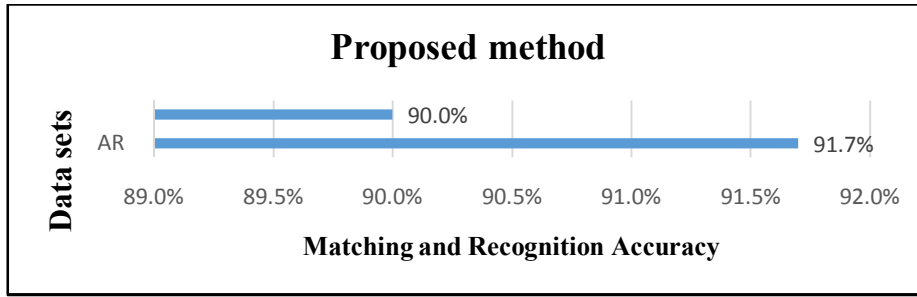 Proposed method
Data sets
90.0%
AR
91.7%
89.0% 89.5% 90.0% 90.5% 91.0% 91.5% 92.0%
Matching and Recognition Accuracy